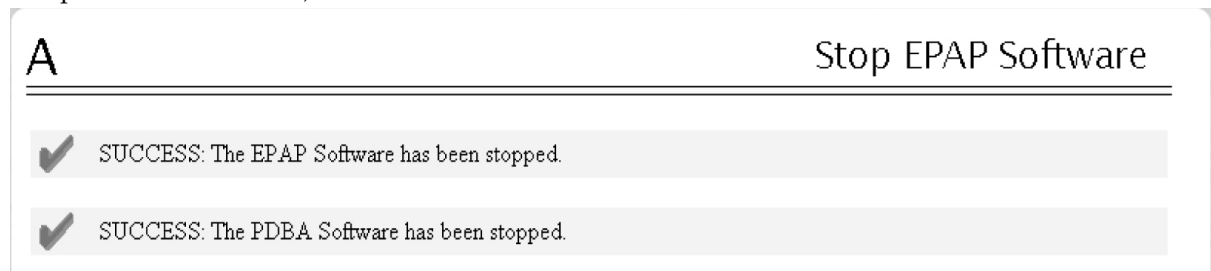 A
Stop EPAP Software
SUCCESS: The EPAP Software has been stopped.
SUCCESS: The PDBA Software has been stopped.